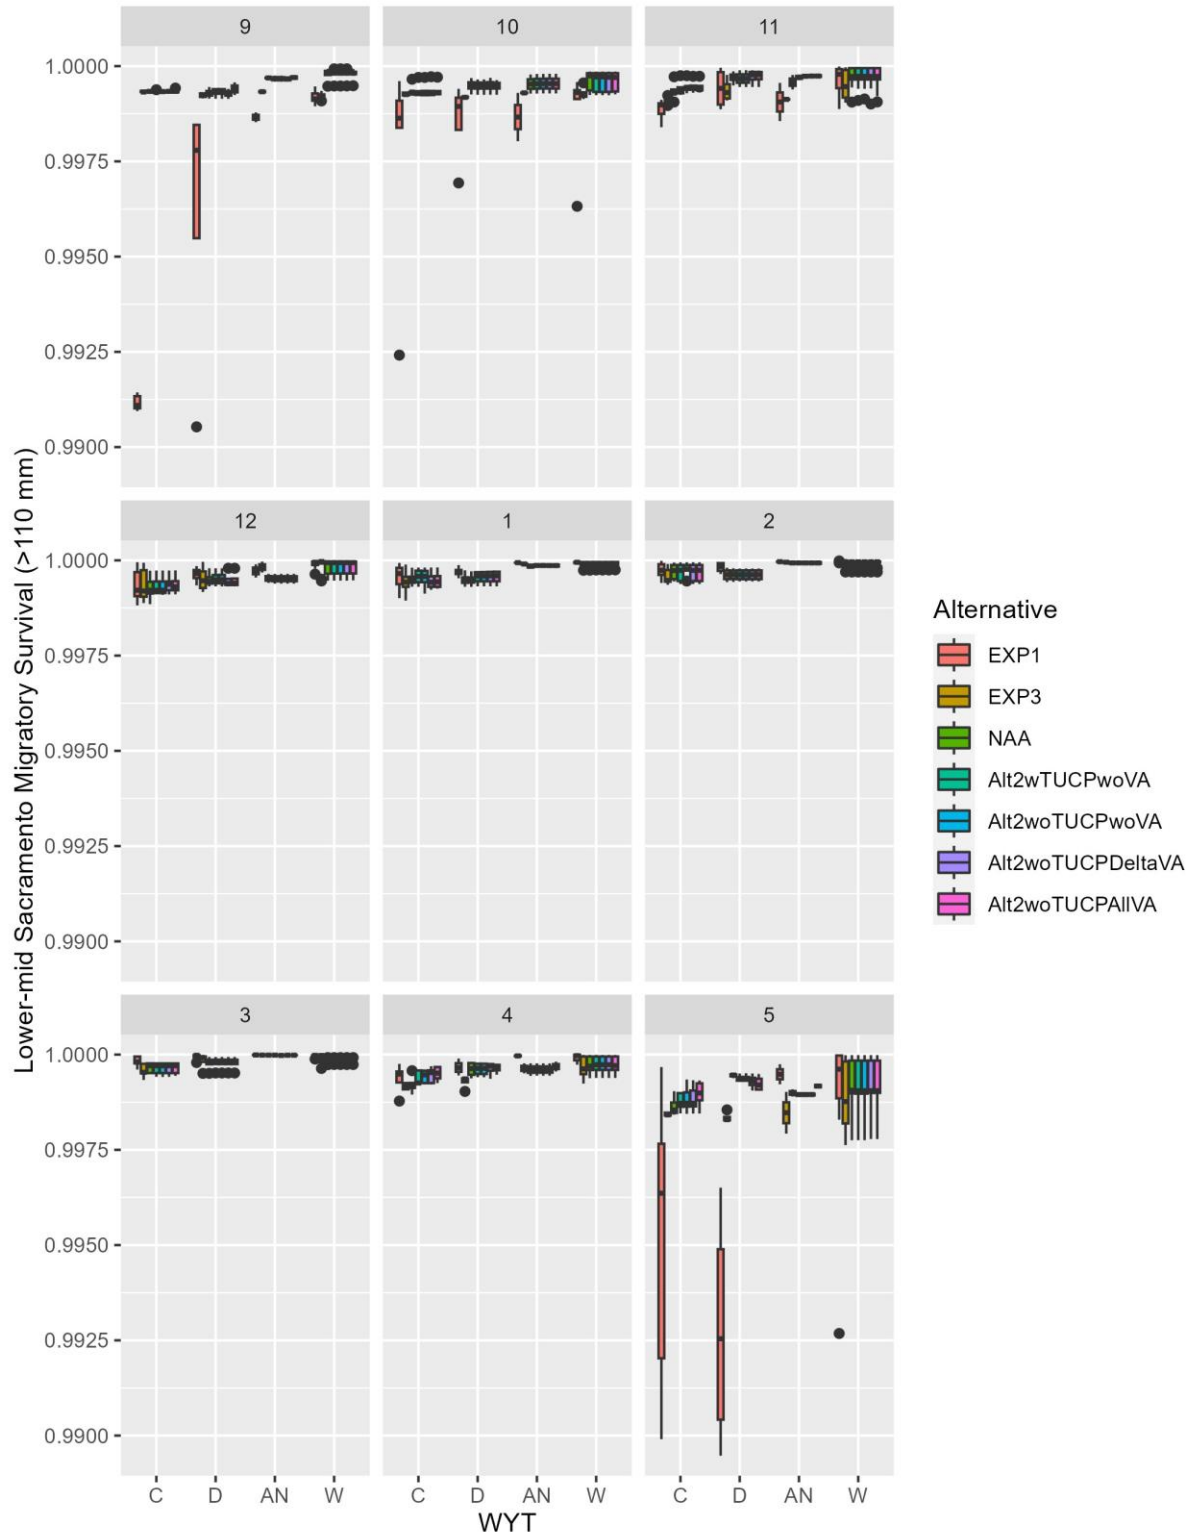 9
10
11
1.0000
0.9975
0.9950
0.9925
0.9900
12
1
2
1.0000
0.9975
0.9950
0.9925
0.9900
3
4
5
1.0000
0.9975
0.9950
0.9925
0.9900
C D AN W
C D AN W
C D AN W
WYT
Lower-mid Sacramento Migratory Survival (>110 mm)
Alternative
EXP1
EXP3
NAA
Alt2wTUCPwoVA
Alt2woTUCPwoVA
Alt2woTUCPDeltaVA
Alt2woTUCPAllVA